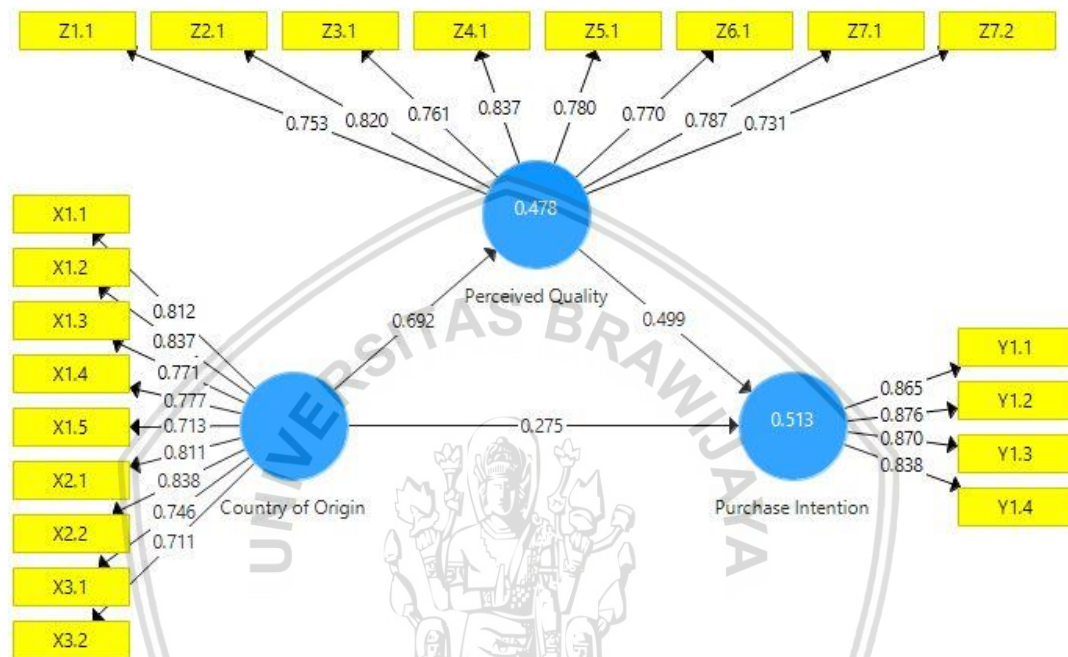 Z1.1 Z2.1 Z3.1 Z4.1 Z5.1 Z6.1 Z7.1 Z7.2
0.753 0.820 0.761 0.837 0.780 0.770 0.787 0.731
0.478
Perceived Quality
X1.1
X1.2
X1.3
X1.4
X1.5
X2.1
X2.2
X3.1
X3.2
0.812
0.837
0.771
0.777
0.713
0.811
0.838
0.746
0.711
Country of Origin
0.692
0.499
0.275
0.513
Purchase Intention
0.865
0.876
0.870
0.838
Y1.1
Y1.2
Y1.3
Y1.4
UNIVERSITAS BRAWIJAYA